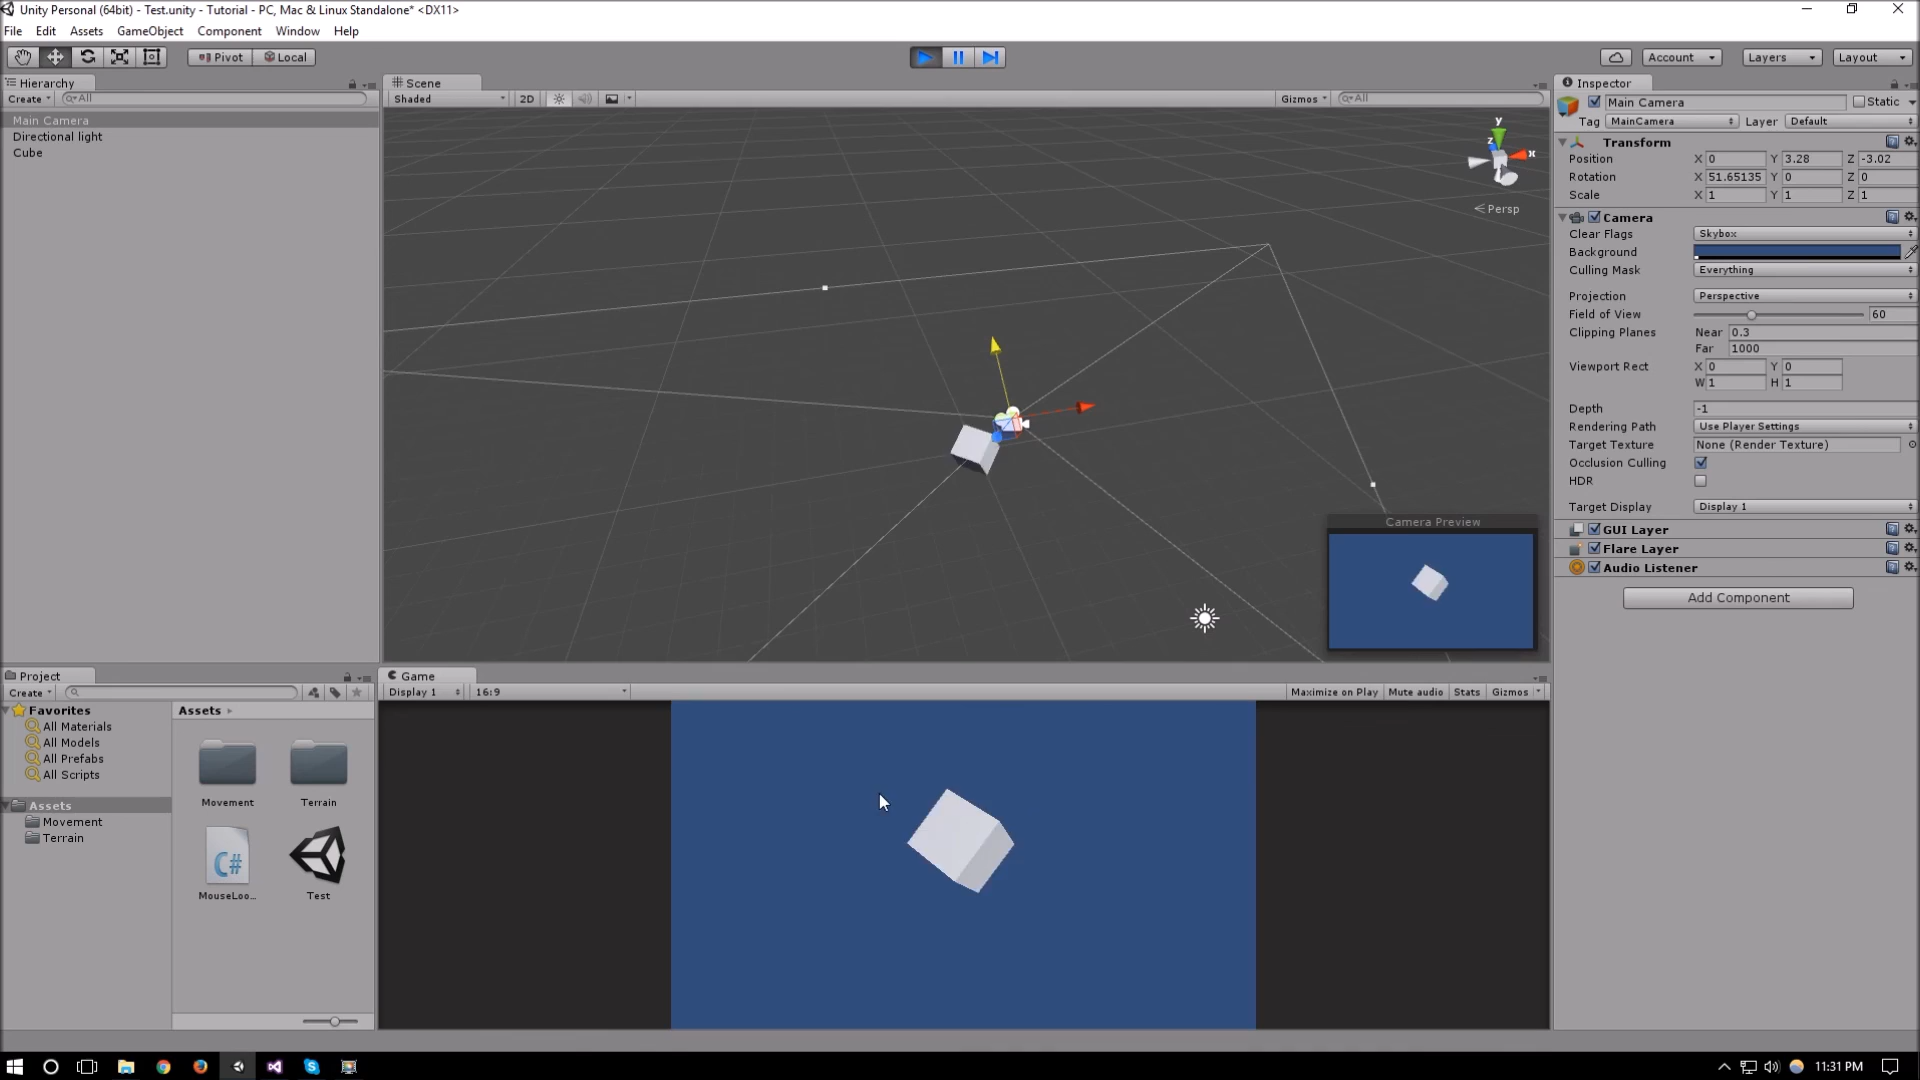 Unity Personal (64bit) - Test.unity - Tutorial - PC, Mac & Linux Standalone* <DX11>
File Edit Assets GameObject Component Window Help
Pivot Local
Account Layers Layout
Hierarchy
Create All
Main Camera
Directional light
Cube
Scene
Shaded 2D Gizmos All
y
z
x
Persp
Camera Preview
Inspector
Main Camera Static
Tag MainCamera Layer Default
Transform
Position X 0 Y 3.28 Z -3.02
Rotation X 51.65135 Y 0 Z 0
Scale X 1 Y 1 Z 1
Camera
Clear Flags Skybox
Background
Culling Mask Everything
Projection Perspective
Field of View 60
Clipping Planes Near 0.3
Far 1000
Viewport Rect X 0 Y 0
W 1 H 1
Depth -1
Rendering Path Use Player Settings
Target Texture None (Render Texture)
Occlusion Culling
HDR
Target Display Display 1
GUI Layer
Flare Layer
Audio Listener
Add Component
Project
Create
Favorites
All Materials
All Models
All Prefabs
All Scripts
Assets
Movement
Terrain
Assets
Movement Terrain
C#
MouseLoo... Test
Game
Display 1 16:9 Maximize on Play Mute audio Stats Gizmos
11:31 PM